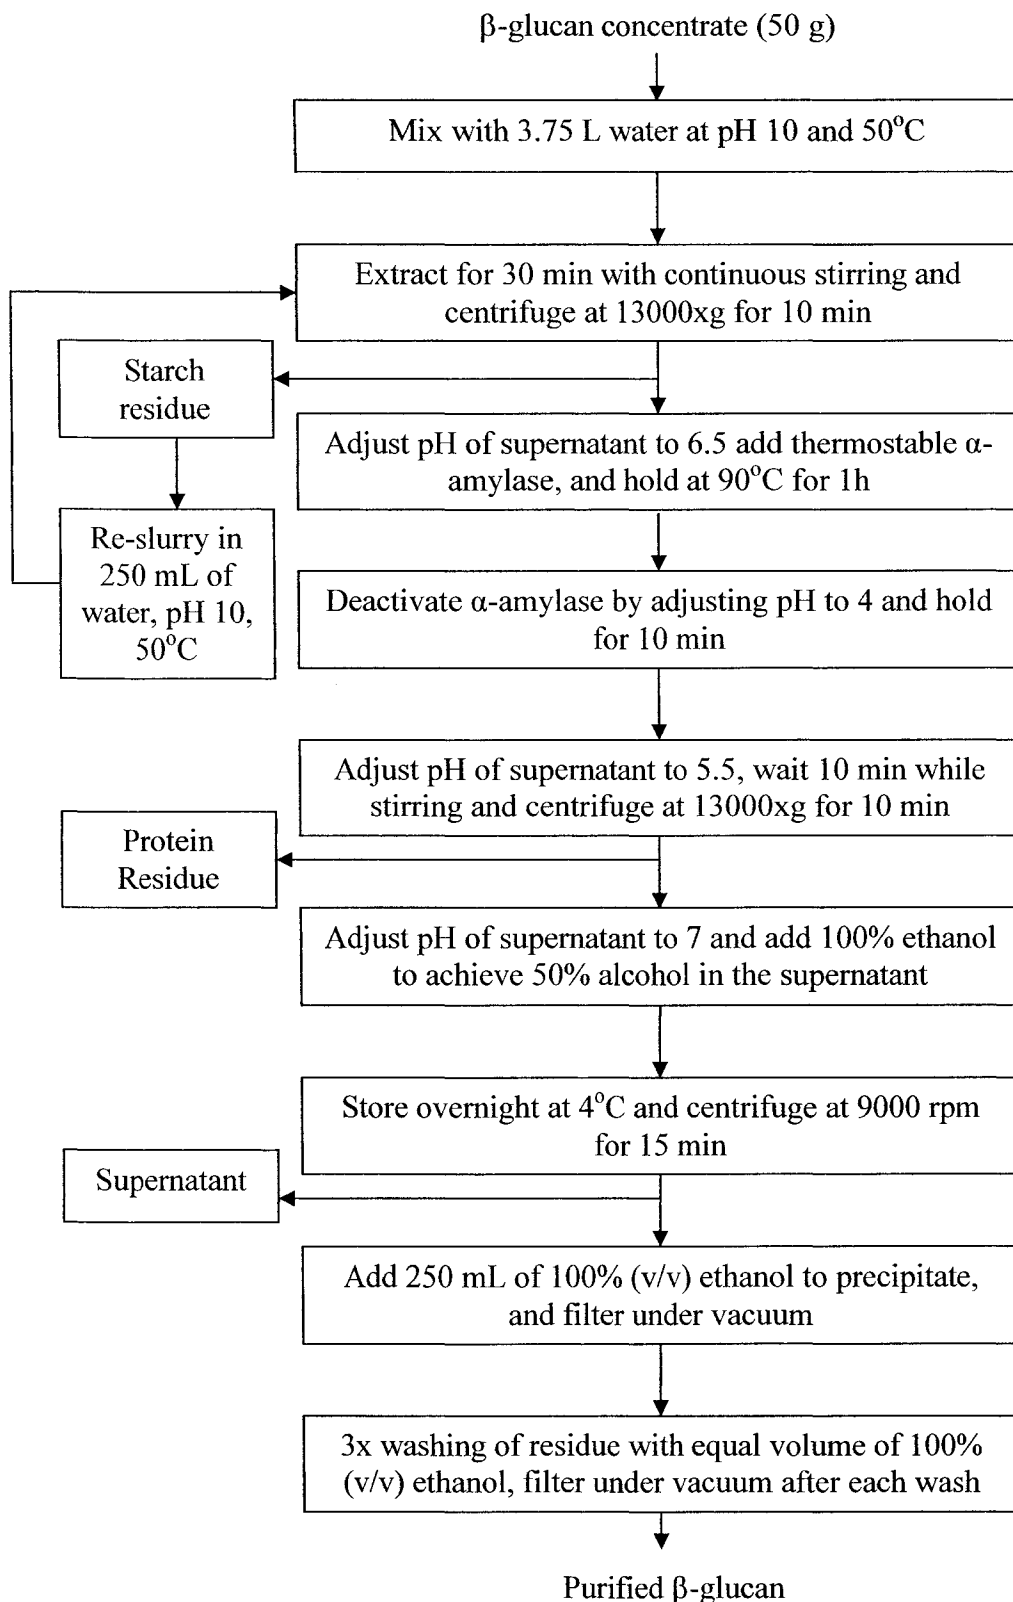 β-glucan concentrate (50 g)
Mix with 3.75 L water at pH 10 and 50°C
Extract for 30 min with continuous stirring and
centrifuge at 13000xg for 10 min
Starch
residue
Adjust pH of supernatant to 6.5 add thermostable α-
amylase, and hold at 90°C for 1h
Re-slurry in
250 mL of
water, pH 10,
50°C
Deactivate α-amylase by adjusting pH to 4 and hold
for 10 min
Adjust pH of supernatant to 5.5, wait 10 min while
stirring and centrifuge at 13000xg for 10 min
Protein
Residue
Adjust pH of supernatant to 7 and add 100% ethanol
to achieve 50% alcohol in the supernatant
Store overnight at 4°C and centrifuge at 9000 rpm
for 15 min
Supernatant
Add 250 mL of 100% (v/v) ethanol to precipitate,
and filter under vacuum
3x washing of residue with equal volume of 100%
(v/v) ethanol, filter under vacuum after each wash
Purified β-glucan